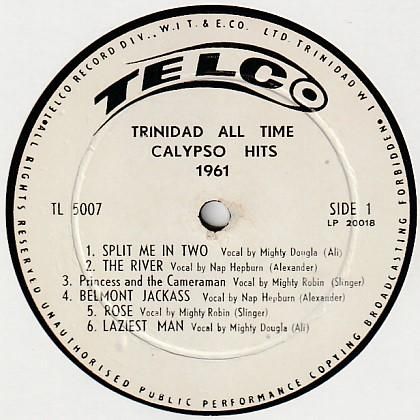 TELCO RECORD DIV., W.I.T. & E.CO. LTD. TRINIDAD W.I.
ALL RIGHTS RESERVED UNAUTHORISED PUBLIC PERFORMANCE COPYING BROADCASTING FORBIDDEN
TELCO
TRINIDAD ALL TIME
CALYPSO HITS
1961
TL 5007
SIDE 1
LP 20018
1. SPLIT ME IN TWO Vocal by Mighty Dougla (Ali)
2. THE RIVER Vocal by Nap Hepburn (Alexander)
3. Princess and the Cameraman Vocal by Mighty Robin (Slinger)
4. BELMONT JACKASS Vocal by Nap Hepburn (Alexander)
5. ROSE Vocal by Mighty Robin (Slinger)
6. LAZIEST MAN Vocal by Mighty Dougla (Ali)